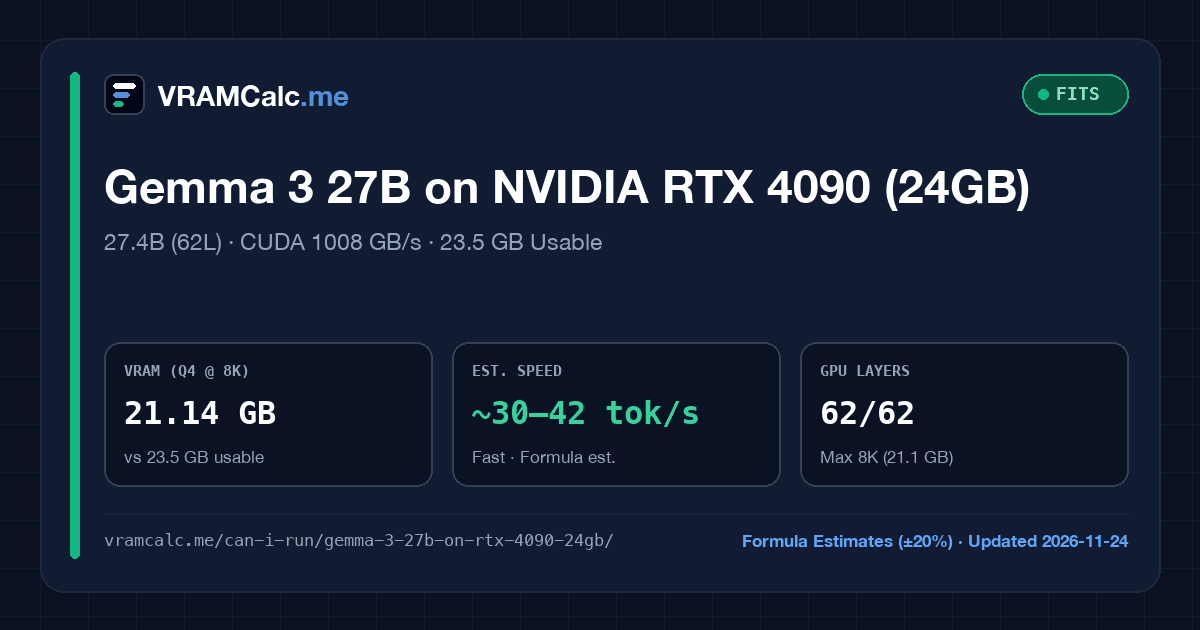 VRAMCalc.me
FITS
Gemma 3 27B on NVIDIA RTX 4090 (24GB)
27.4B (62L) · CUDA 1008 GB/s · 23.5 GB Usable
VRAM (Q4 @ 8K)
21.14 GB
vs 23.5 GB usable
EST. SPEED
~30–42 tok/s
Fast · Formula est.
GPU LAYERS
62/62
Max 8K (21.1 GB)
vramcalc.me/can-i-run/gemma-3-27b-on-rtx-4090-24gb/
Formula Estimates (±20%) · Updated 2026-11-24